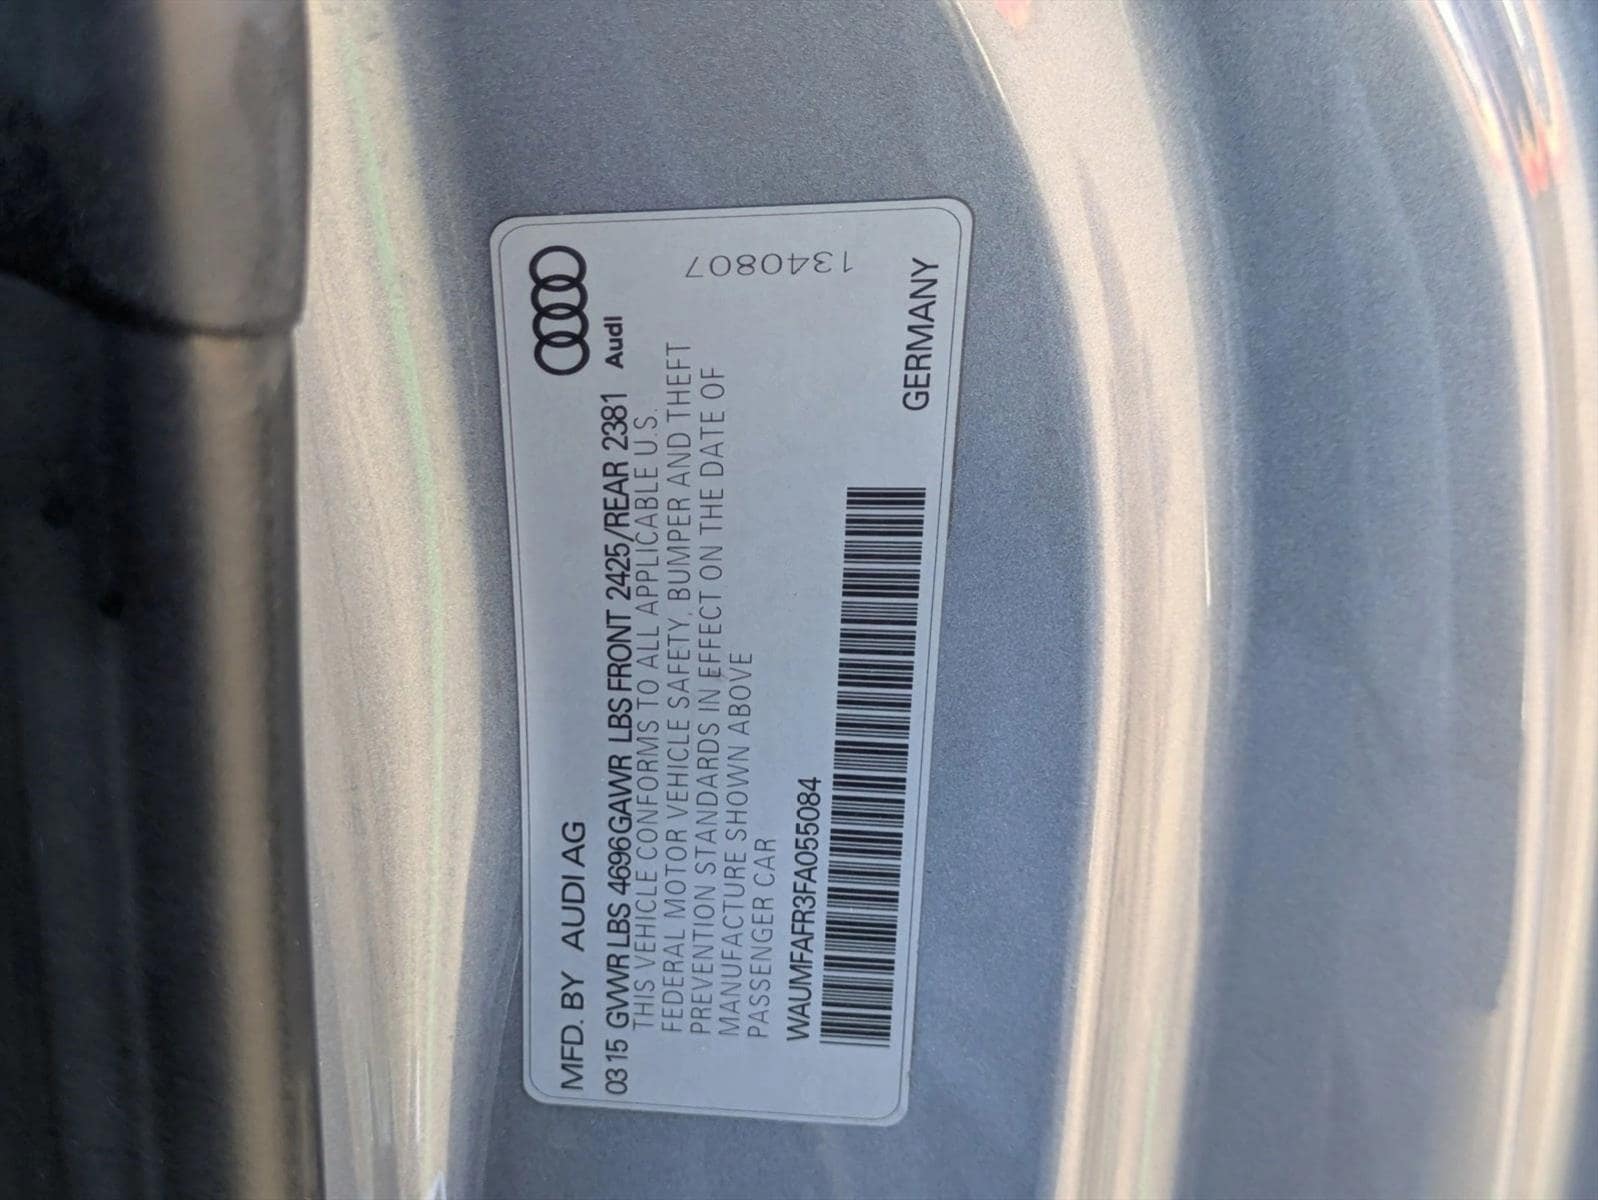 MFD. BY AUDI AG
Audi
03 15 GVWR LBS 4696 GAWR LBS FRONT 2425/REAR 2381
THIS VEHICLE CONFORMS TO ALL APPLICABLE U.S.
FEDERAL MOTOR VEHICLE SAFETY, BUMPER AND THEFT
PREVENTION STANDARDS IN EFFECT ON THE DATE OF
MANUFACTURE SHOWN ABOVE
PASSENGER CAR
1340807
WAUMFAFR3FA055084
GERMANY